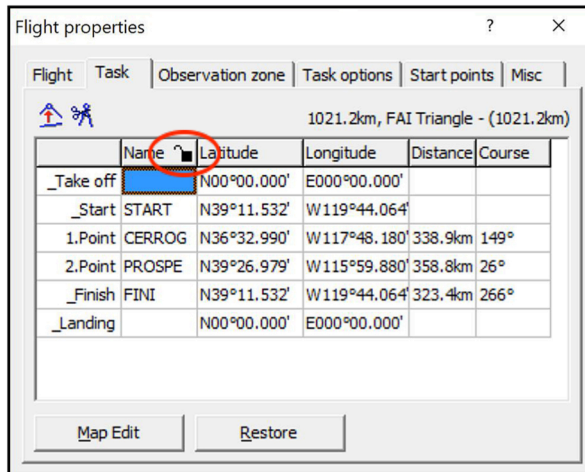 Flight properties ? ×
Flight Task Observation zone Task options Start points Misc
1021.2km, FAI Triangle - (1021.2km)
Name Latitude Longitude Distance Course
_Take off N00°00.000' E000°00.000'
_Start START N39°11.532' W119°44.064'
1.Point CERROG N36°32.990' W117°48.180' 338.9km 149°
2.Point PROSPE N39°26.979' W115°59.880' 358.8km 26°
_Finish FINI N39°11.532' W119°44.064' 323.4km 266°
_Landing N00°00.000' E000°00.000'
Map Edit Restore